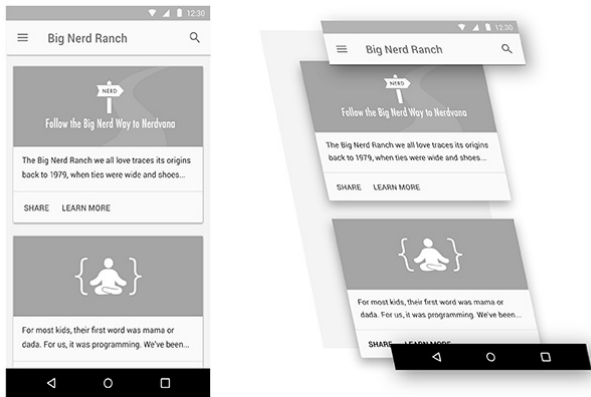 12:30
Big Nerd Ranch
NERD
Follow the Big Nerd Way to Nerdvana
The Big Nerd Ranch we all love traces its origins
back to 1979, when ties were wide and shoes...
SHARE LEARN MORE
For most kids, their first word was mama or
dada. For us, it was programming. We've been...
12:30
Big Nerd Ranch
NERD
Follow the Big Nerd Way to Nerdvana
The Big Nerd Ranch we all love traces its origins
back to 1979, when ties were wide and shoes...
SHARE LEARN MORE
For most kids, their first word was mama or
dada. For us, it was programming. We've been...
SHARE LEARN MORE